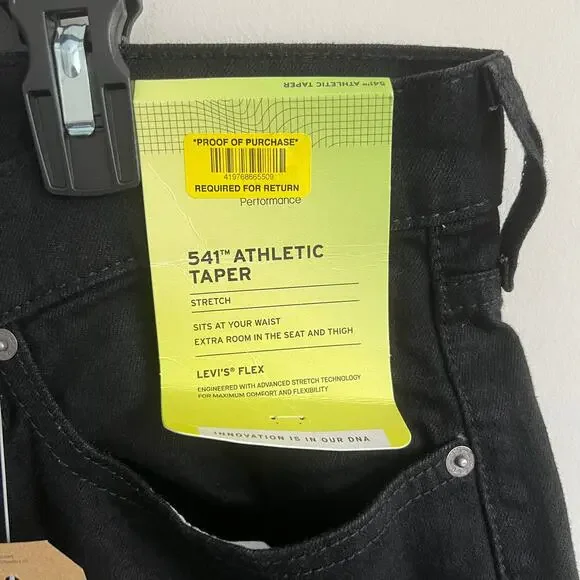 541™ ATHLETIC TAPER
*PROOF OF PURCHASE*
419768665509
REQUIRED FOR RETURN
Performance
541™ ATHLETIC
TAPER
STRETCH
SITS AT YOUR WAIST
EXTRA ROOM IN THE SEAT AND THIGH
LEVI'S® FLEX
ENGINEERED WITH ADVANCED STRETCH TECHNOLOGY
FOR MAXIMUM COMFORT AND FLEXIBILITY
INNOVATION IS IN OUR DNA